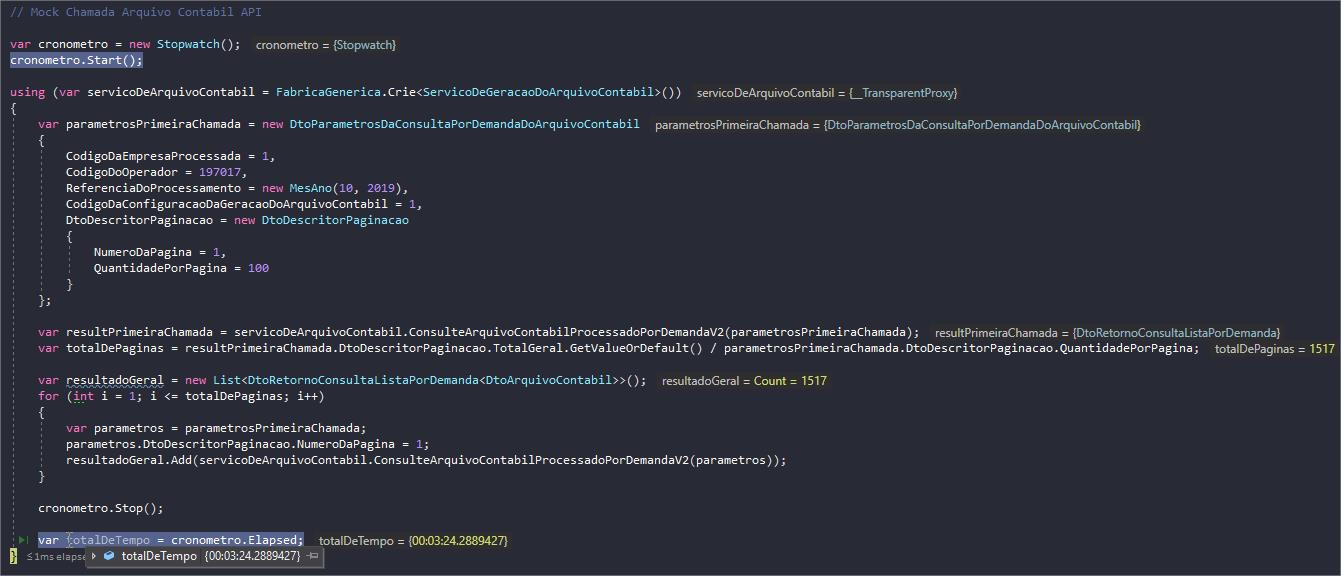 // Mock Chamada Arquivo Contabil API
var cronometro = new Stopwatch(); cronometro = {Stopwatch}
cronometro.Start();
using (var servicoDeArquivoContabil = FabricaGenerica.Crie<ServicoDeGeracaoDoArquivoContabil>()) servicoDeArquivoContabil = {__TransparentProxy}
{
var parametrosPrimeiraChamada = new DtoParametrosDaConsultaPorDemandaDoArquivoContabil parametrosPrimeiraChamada = {DtoParametrosDaConsultaPorDemandaDoArquivoContabil}
{
CodigoDaEmpresaProcessada = 1,
CodigoDoOperador = 197017,
ReferenciaDoProcessamento = new MesAno(10, 2019),
CodigoDaConfiguracaoDaGeracaoDoArquivoContabil = 1,
DtoDescritorPaginacao = new DtoDescritorPaginacao
{
NumeroDaPagina = 1,
QuantidadePorPagina = 100
}
};
var resultPrimeiraChamada = servicoDeArquivoContabil.ConsulteArquivoContabilProcessadoPorDemandaV2(parametrosPrimeiraChamada); resultPrimeiraChamada = {DtoRetornoConsultaListaPorDemanda}
var totalDePaginas = resultPrimeiraChamada.DtoDescritorPaginacao.TotalGeral.GetValueOrDefault() / parametrosPrimeiraChamada.DtoDescritorPaginacao.QuantidadePorPagina; totalDePaginas = 1517
var resultadoGeral = new List<DtoRetornoConsultaListaPorDemanda<DtoArquivoContabil>>(); resultadoGeral = Count = 1517
for (int i = 1; i <= totalDePaginas; i++)
{
var parametros = parametrosPrimeiraChamada;
parametros.DtoDescritorPaginacao.NumeroDaPagina = 1;
resultadoGeral.Add(servicoDeArquivoContabil.ConsulteArquivoContabilProcessadoPorDemandaV2(parametros));
}
cronometro.Stop();
var totalDeTempo = cronometro.Elapsed; totalDeTempo = {00:03:24.2889427}
} ≤1ms elapse totalDeTempo {00:03:24.2889427}